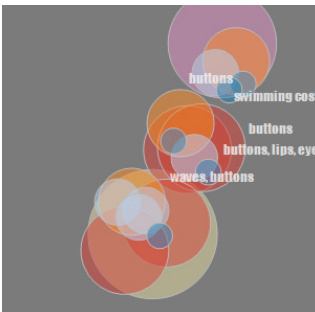 buttons
swimming cos
buttons
buttons, lips, eye
waves, buttons